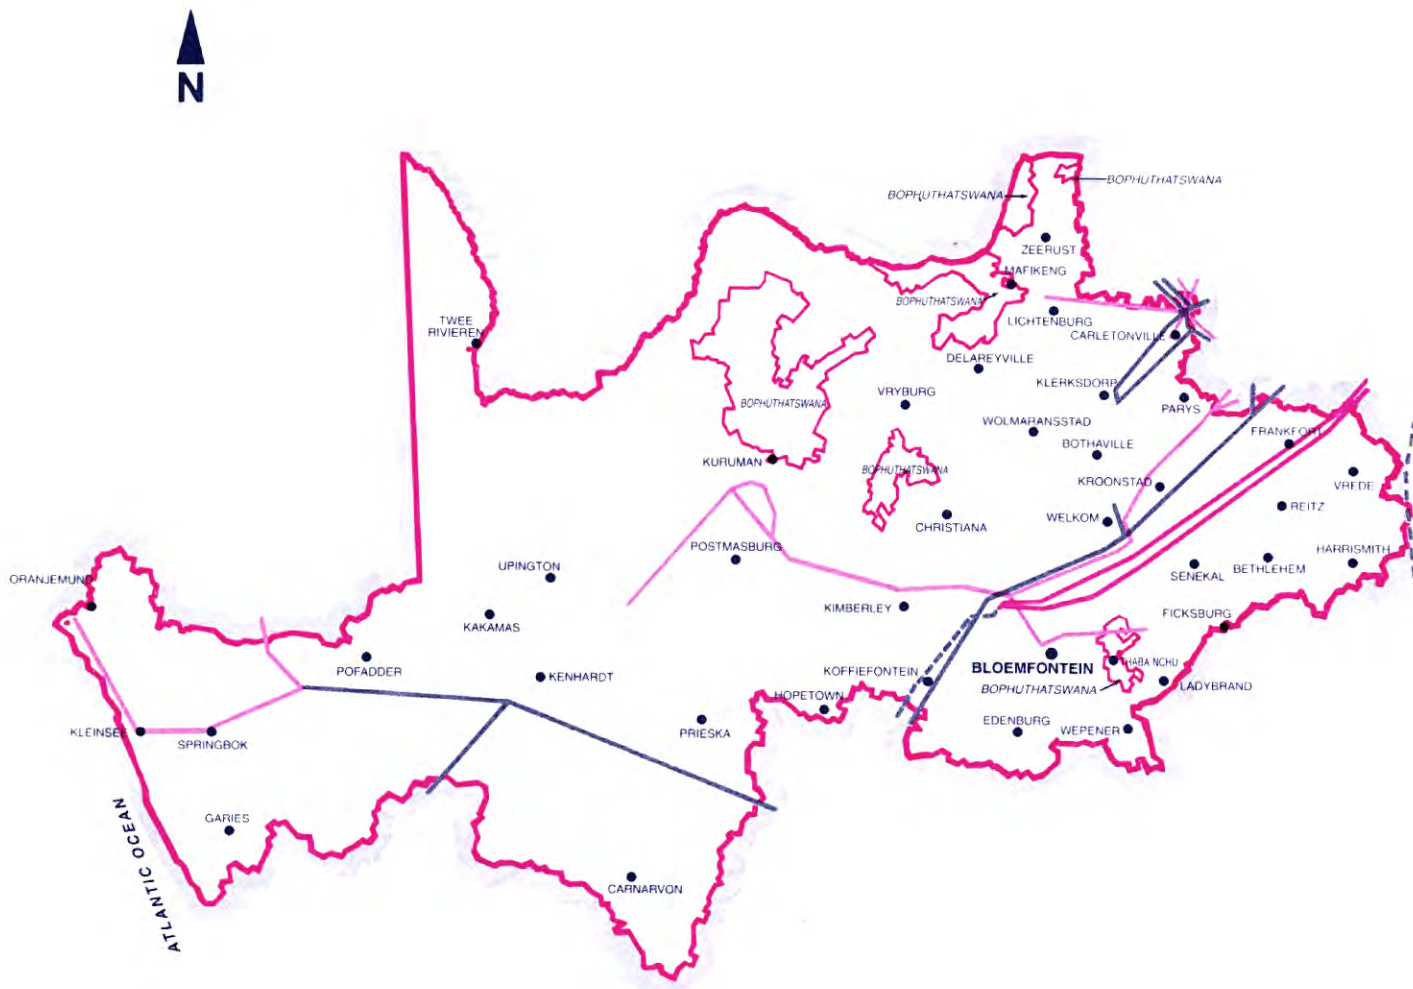 N
BOPHUTHATSWANA
BOPHUTHATSWANA
ZEERUST
MAFIKENG
BOPHUTHATSWANA
LICHTENBURG
TWEE
RIVIEREN
CARLETONVILLE
DELAREYVILLE
KLERKSDORP
PARYS
BOPHUTHATSWANA
VRYBURG
WOLMARANSSTAD
FRANKFORT
BOTHAVILLE
KURUMAN
BOPHUTHATSWANA
KROONSTAD
VREDE
REITZ
CHRISTIANA
WELKOM
POSTMASBURG
HARRISMITH
UPINGTON
SENEKAL
BETHLEHEM
ORANJEMUND
KIMBERLEY
FICKSBURG
KAKAMAS
POFADDER
KENHARDT
KOFFIEFONTEIN
BLOEMFONTEIN
THABA NCHU
LADYBRAND
BOPHUTHATSWANA
HOPETOWN
KLEINSEE
SPRINGBOK
PRIESKA
EDENBURG
WEPENER
GARIES
ATLANTIC OCEAN
CARNARVON